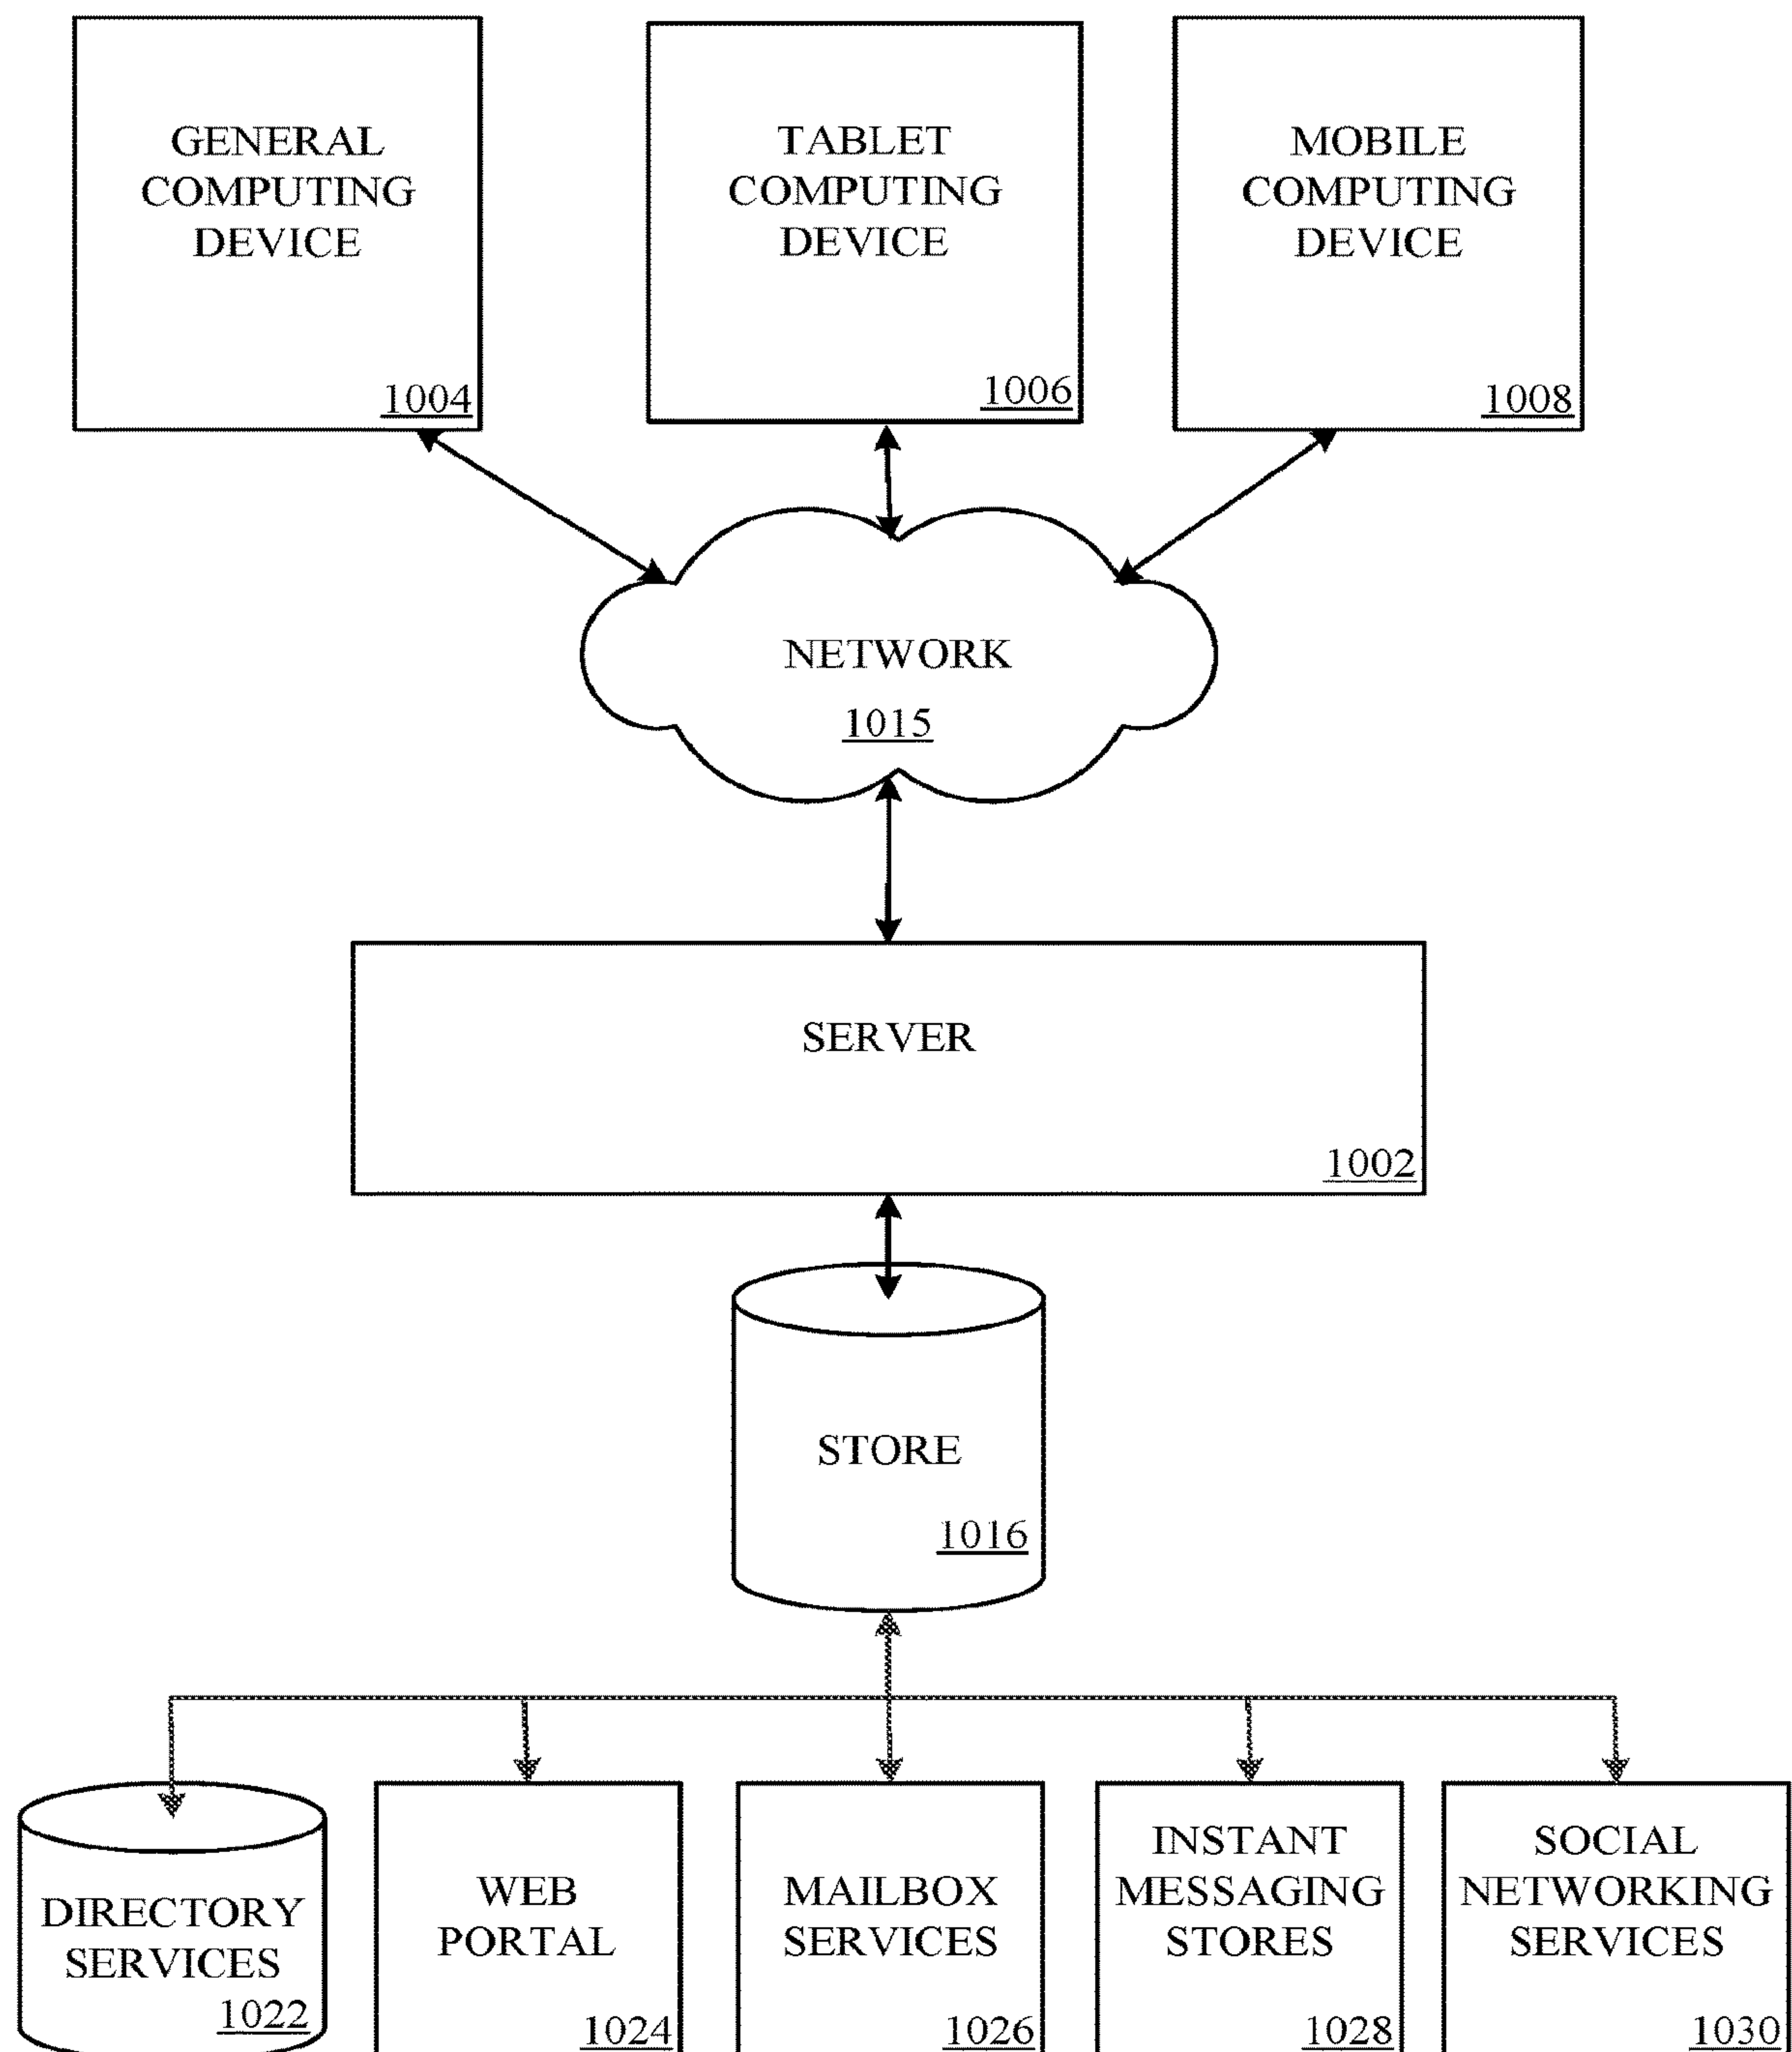 GENERAL
COMPUTING
DEVICE
1004
TABLET
COMPUTING
DEVICE
1006
MOBILE
COMPUTING
DEVICE
1008
NETWORK
1015
SERVER
1002
STORE
1016
DIRECTORY
SERVICES
1022
WEB
PORTAL
1024
MAILBOX
SERVICES
1026
INSTANT
MESSAGING
STORES
1028
SOCIAL
NETWORKING
SERVICES
1030